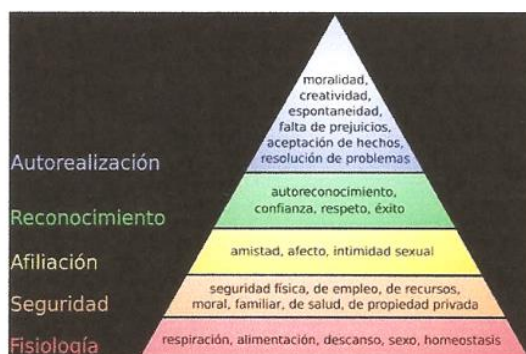 moralidad,
creatividad,
espontaneidad,
falta de prejuicios,
aceptación de hechos,
resolución de problemas
Autorealización
autoreconocimiento,
confianza, respeto, éxito
Reconocimiento
amistad, afecto, intimidad sexual
Afiliación
seguridad física, de empleo, de recursos,
moral, familiar, de salud, de propiedad privada
Seguridad
respiración, alimentación, descanso, sexo, homeostasis
Fisiología